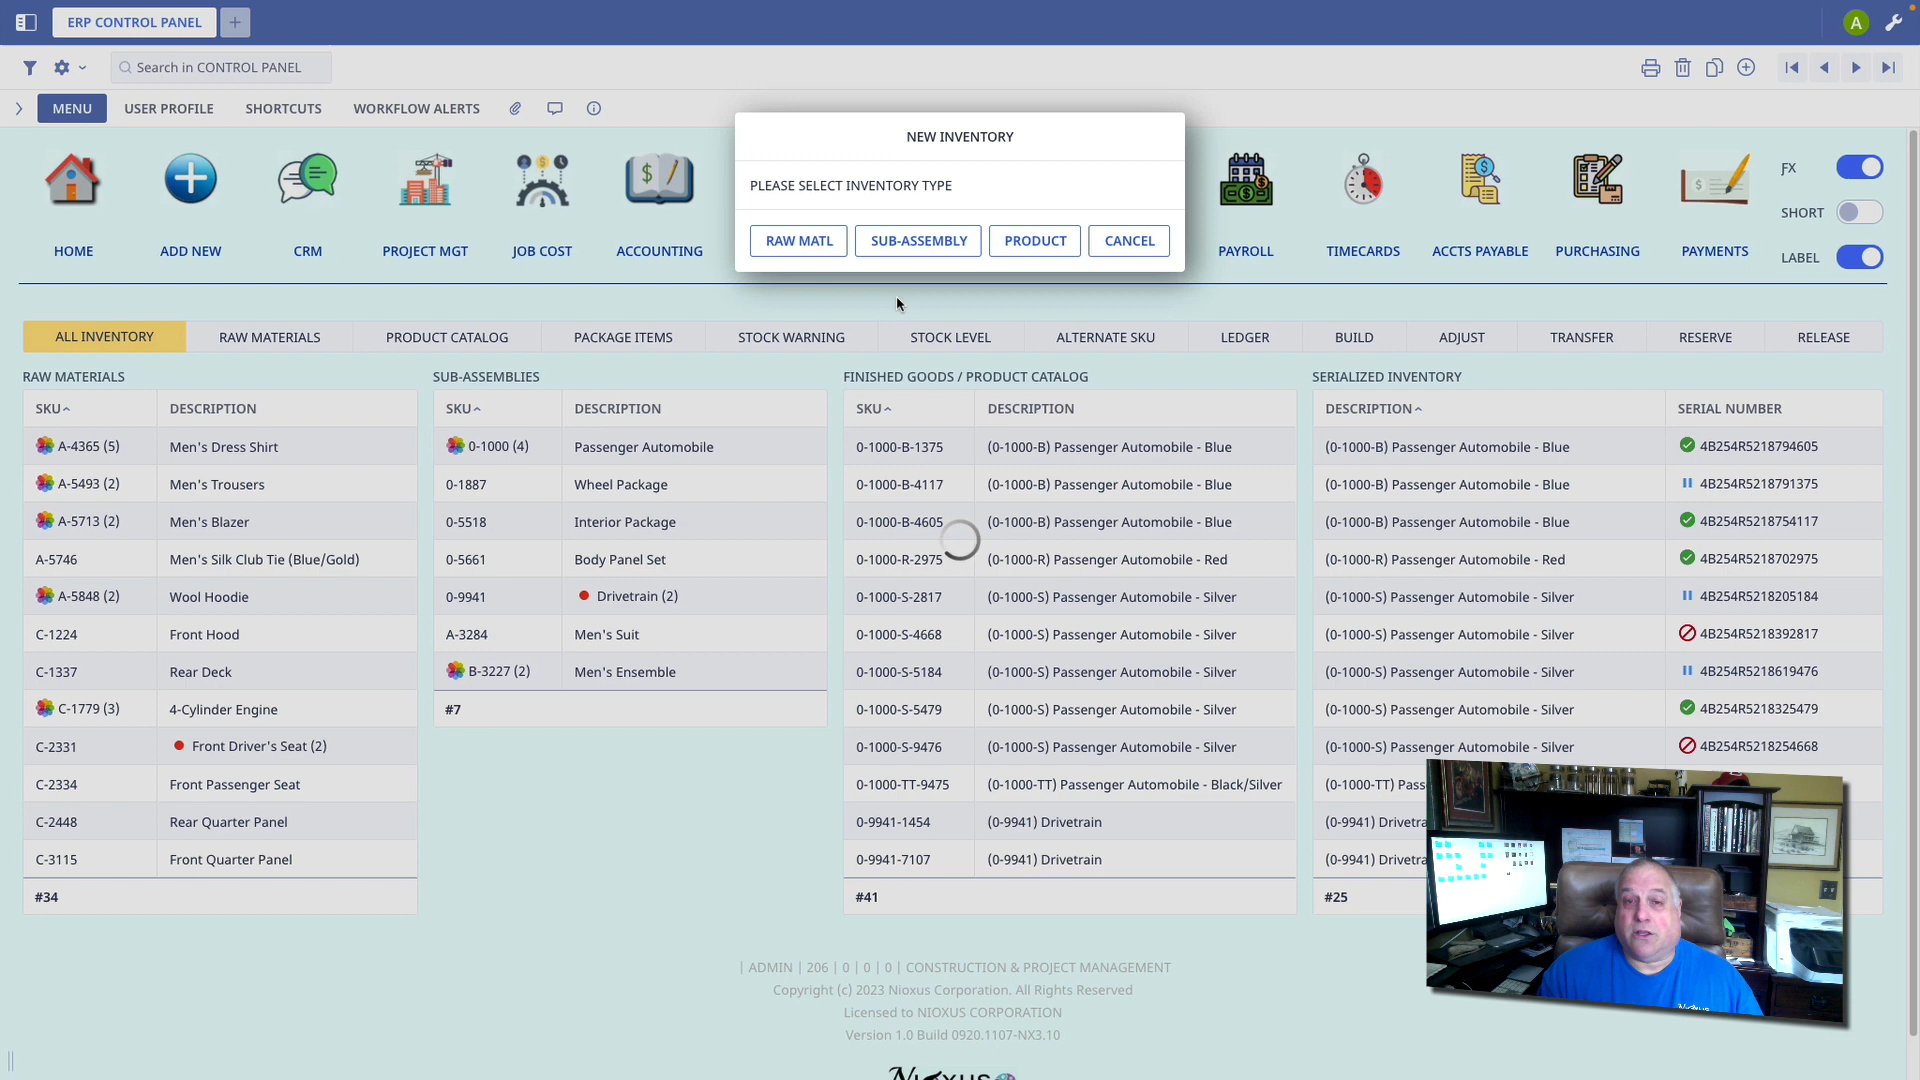 ERP CONTROL PANEL
+
A
Search in CONTROL PANEL
MENU USER PROFILE SHORTCUTS WORKFLOW ALERTS
NEW INVENTORY
PLEASE SELECT INVENTORY TYPE
RAW MATL SUB-ASSEMBLY PRODUCT CANCEL
HOME ADD NEW CRM PROJECT MGT JOB COST ACCOUNTING PAYROLL TIMECARDS ACCTS PAYABLE PURCHASING PAYMENTS
FX
SHORT
LABEL
ALL INVENTORY RAW MATERIALS PRODUCT CATALOG PACKAGE ITEMS STOCK WARNING STOCK LEVEL ALTERNATE SKU LEDGER BUILD ADJUST TRANSFER RESERVE RELEASE
RAW MATERIALS
SKU DESCRIPTION
A-4365 (5) Men's Dress Shirt
A-5493 (2) Men's Trousers
A-5713 (2) Men's Blazer
A-5746 Men's Silk Club Tie (Blue/Gold)
A-5848 (2) Wool Hoodie
C-1224 Front Hood
C-1337 Rear Deck
C-1779 (3) 4-Cylinder Engine
C-2331 Front Driver's Seat (2)
C-2334 Front Passenger Seat
C-2448 Rear Quarter Panel
C-3115 Front Quarter Panel
#34
SUB-ASSEMBLIES
SKU DESCRIPTION
0-1000 (4) Passenger Automobile
0-1887 Wheel Package
0-5518 Interior Package
0-5661 Body Panel Set
0-9941 Drivetrain (2)
A-3284 Men's Suit
B-3227 (2) Men's Ensemble
#7
FINISHED GOODS / PRODUCT CATALOG
SKU DESCRIPTION
0-1000-B-1375 (0-1000-B) Passenger Automobile - Blue
0-1000-B-4117 (0-1000-B) Passenger Automobile - Blue
0-1000-B-4605 (0-1000-B) Passenger Automobile - Blue
0-1000-R-2975 (0-1000-R) Passenger Automobile - Red
0-1000-S-2817 (0-1000-S) Passenger Automobile - Silver
0-1000-S-4668 (0-1000-S) Passenger Automobile - Silver
0-1000-S-5184 (0-1000-S) Passenger Automobile - Silver
0-1000-S-5479 (0-1000-S) Passenger Automobile - Silver
0-1000-S-9476 (0-1000-S) Passenger Automobile - Silver
0-1000-TT-9475 (0-1000-TT) Passenger Automobile - Black/Silver
0-9941-1454 (0-9941) Drivetrain
0-9941-7107 (0-9941) Drivetrain
#41
SERIALIZED INVENTORY
DESCRIPTION SERIAL NUMBER
(0-1000-B) Passenger Automobile - Blue 4B254R5218794605
(0-1000-B) Passenger Automobile - Blue 4B254R5218791375
(0-1000-B) Passenger Automobile - Blue 4B254R5218754117
(0-1000-R) Passenger Automobile - Red 4B254R5218702975
(0-1000-S) Passenger Automobile - Silver 4B254R5218205184
(0-1000-S) Passenger Automobile - Silver 4B254R5218392817
(0-1000-S) Passenger Automobile - Silver 4B254R5218619476
(0-1000-S) Passenger Automobile - Silver 4B254R5218325479
(0-1000-S) Passenger Automobile - Silver 4B254R5218254668
(0-1000-TT) Pass
(0-9941) Drivetra
(0-9941) Drivetra
#25
| ADMIN | 206 | 0 | 0 | 0 | CONSTRUCTION & PROJECT MANAGEMENT
Copyright (c) 2023 Nioxus Corporation. All Rights Reserved
Licensed to NIOXUS CORPORATION
Version 1.0 Build 0920.1107-NX3.10
Nioxus
Nioxus